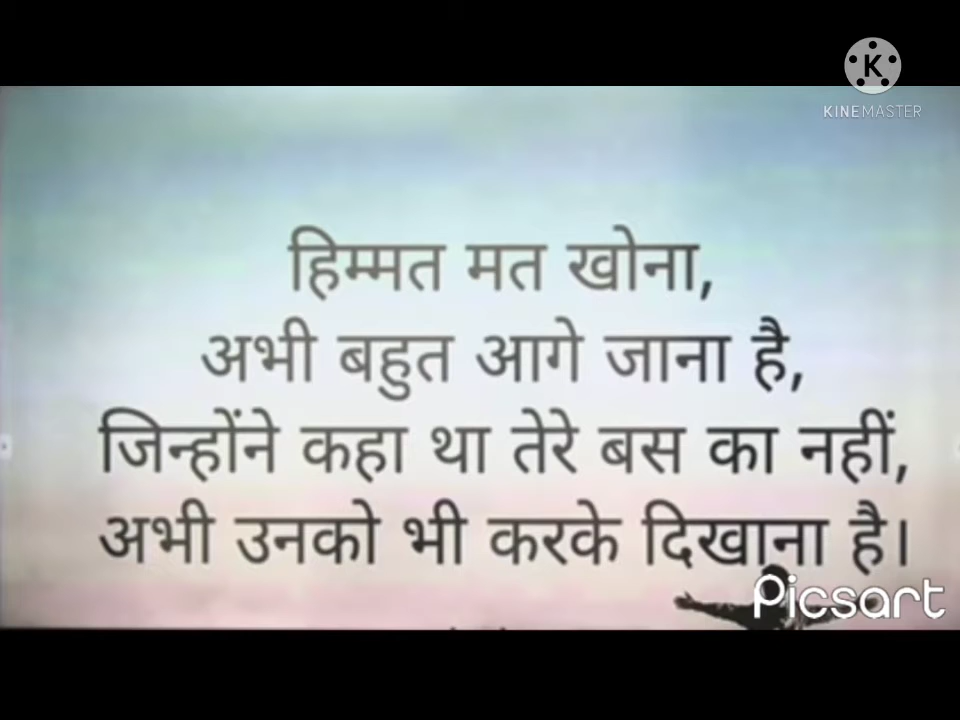 K
KINEMASTER
हिम्मत मत खोना,
अभी बहुत आगे जाना है,
जिन्होंने कहा था तेरे बस का नहीं,
अभी उनको भी करके दिखाना है।
Picsart